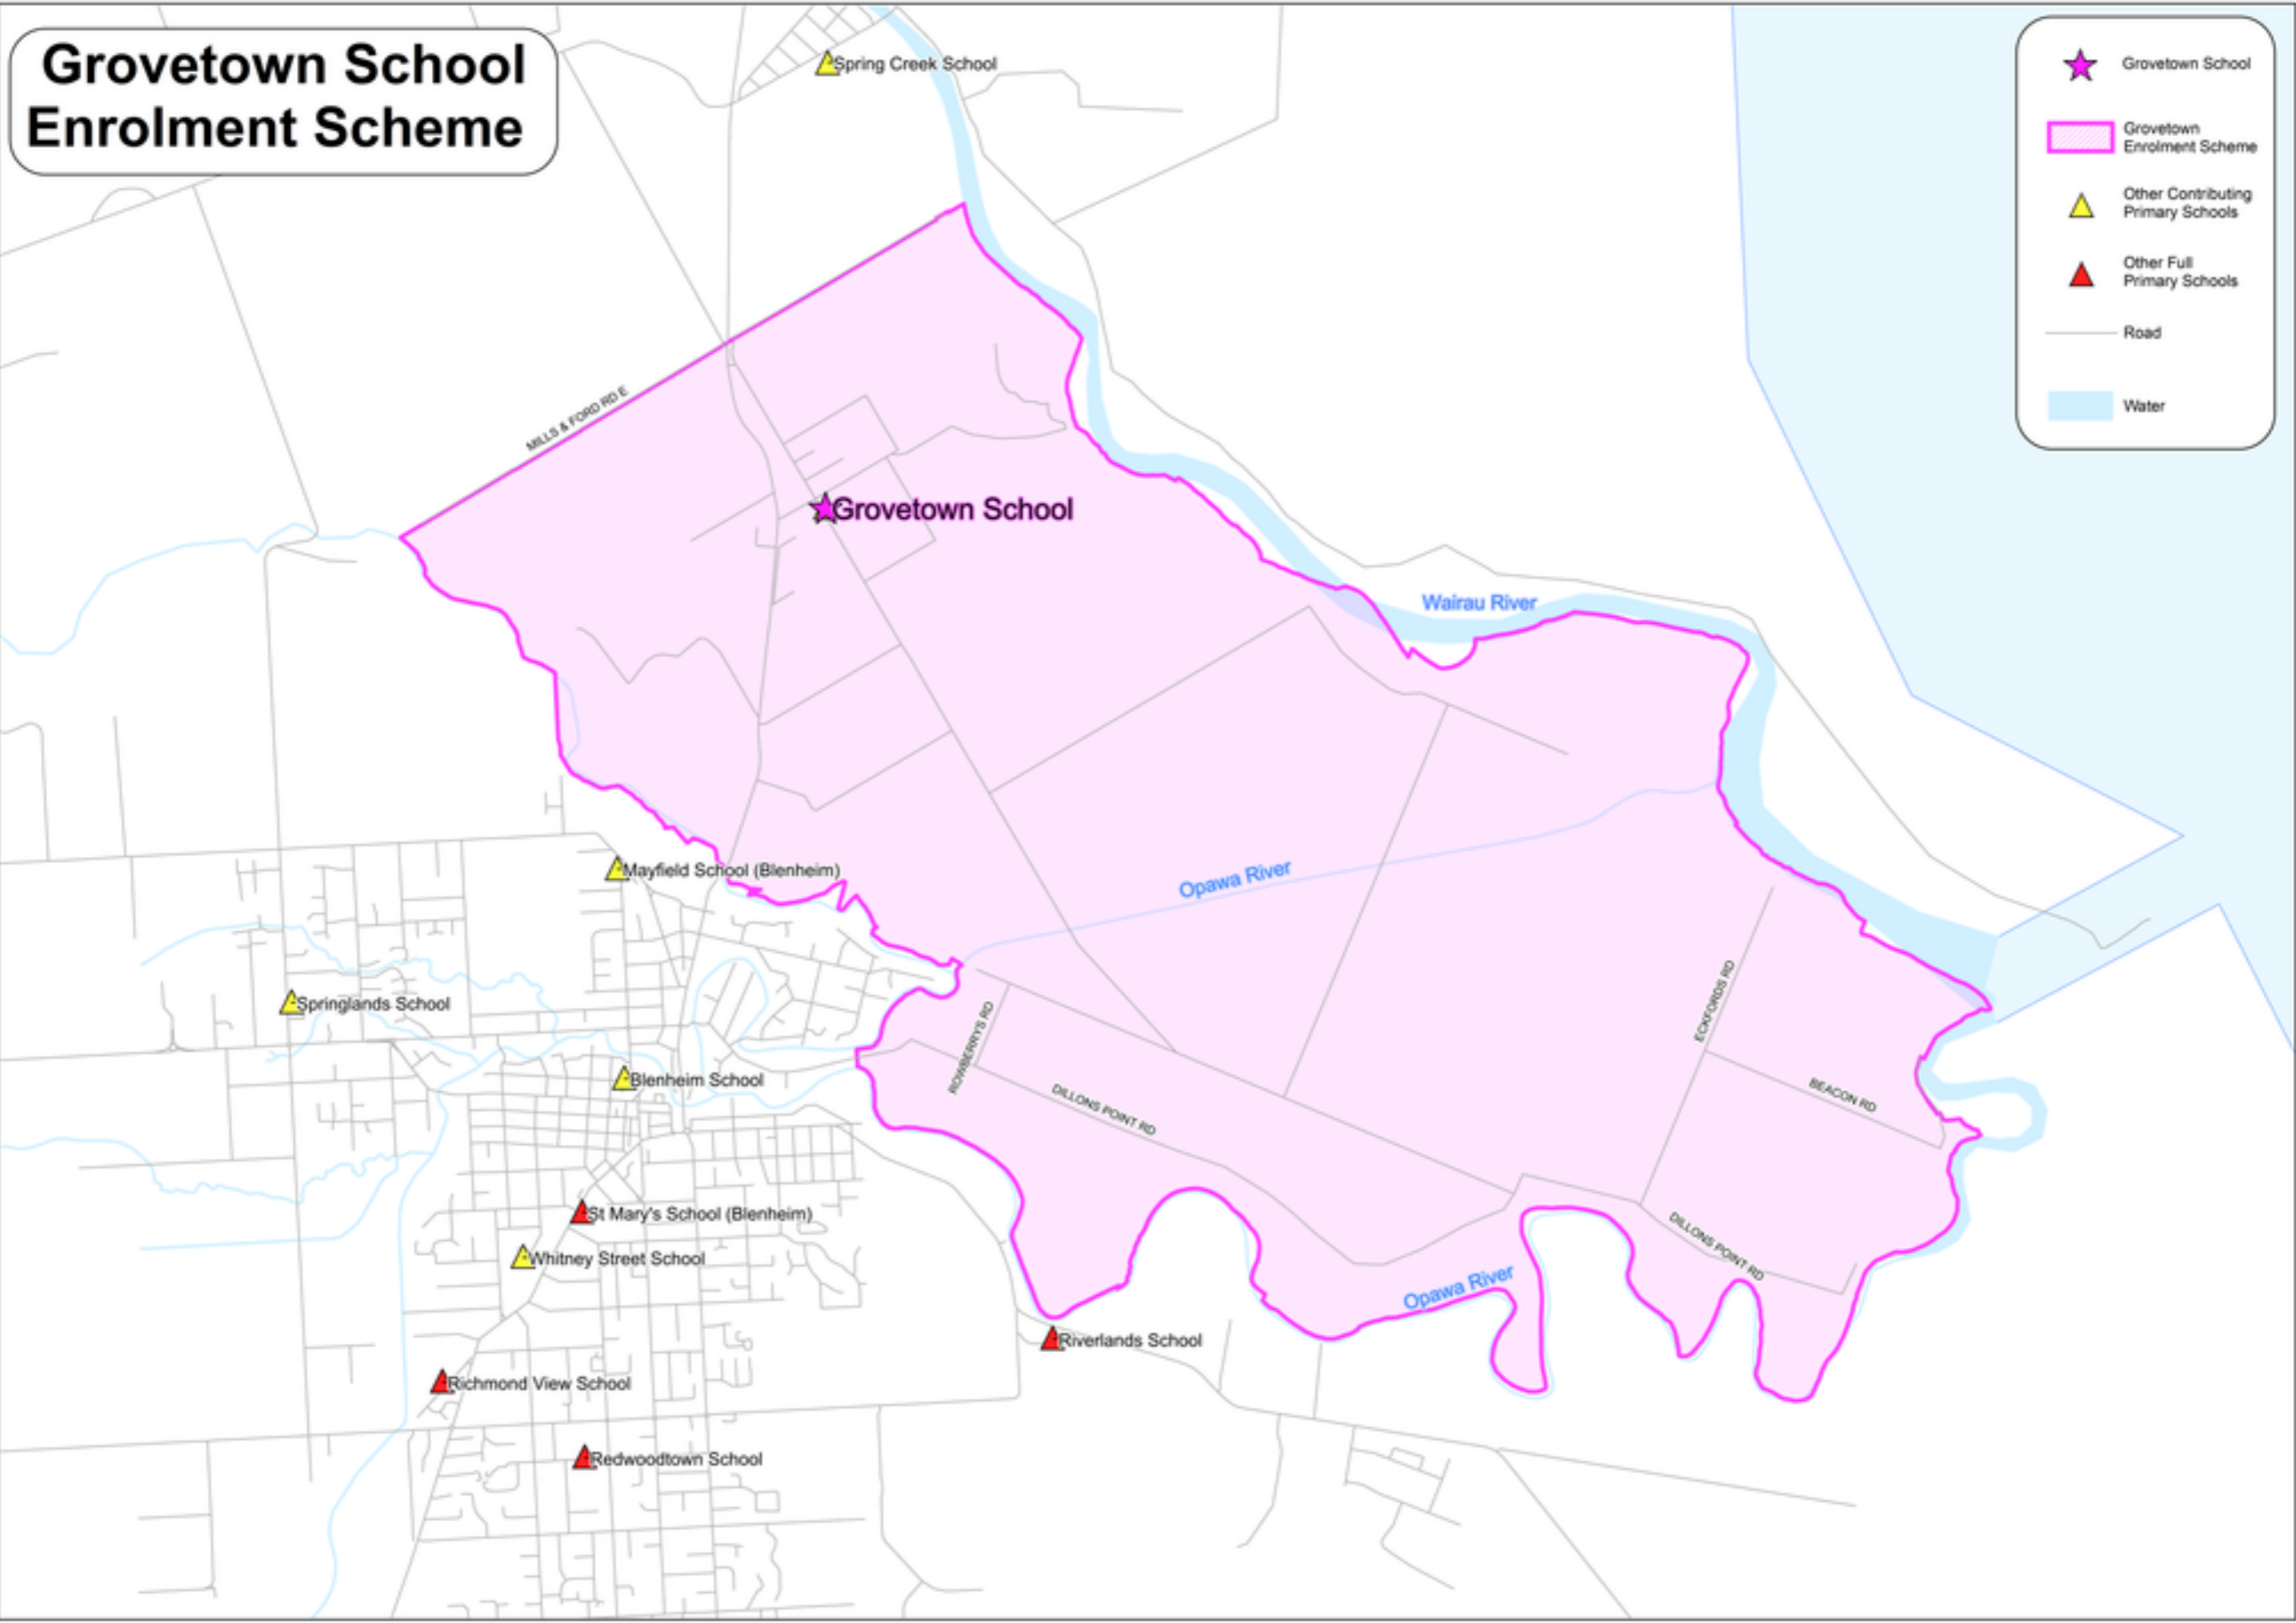 Grovetown School
Enrolment Scheme
Spring Creek School
Grovetown School
Grovetown
Enrolment Scheme
Other Contributing
Primary Schools
Other Full
Primary Schools
Road
Water
MILLS & FORD RD E
Grovetown School
Wairau River
Mayfield School (Blenheim)
Opawa River
Springlands School
ROWBERRYS RD
ECKFORDS RD
Blenheim School
DILLONS POINT RD
BEACON RD
St Mary's School (Blenheim)
Whitney Street School
DILLONS POINT RD
Opawa River
Riverlands School
Richmond View School
Redwoodtown School